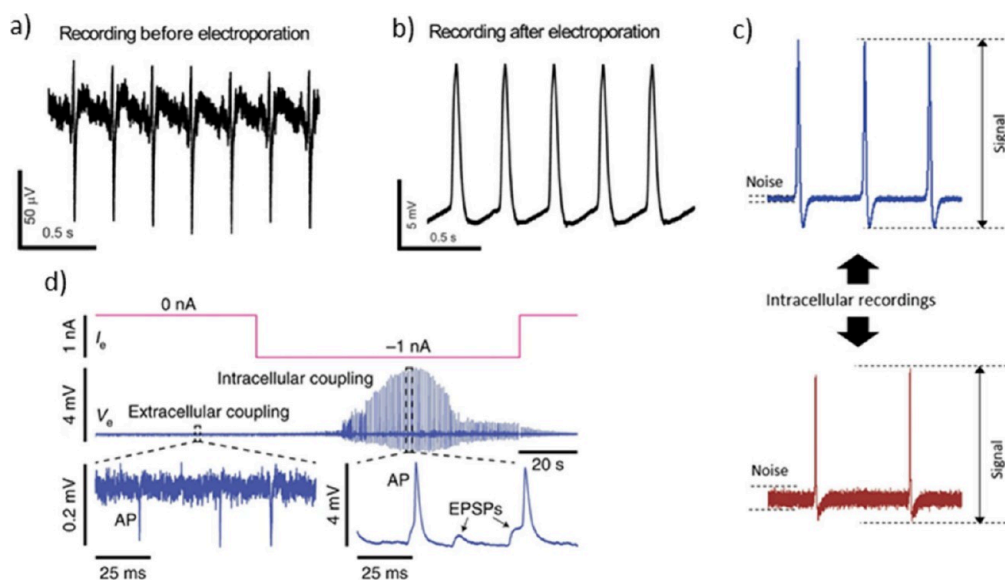 a)
Recording before electroporation
50 μV
0.5 s
b)
Recording after electroporation
5 mV
0.5 s
c)
Noise
Signal
Intracellular recordings
Noise
Signal
d)
0 nA
1 nA
Ie
−1 nA
Intracellular coupling
4 mV
Ve
Extracellular coupling
20 s
0.2 mV
AP
25 ms
4 mV
AP
EPSPs
25 ms